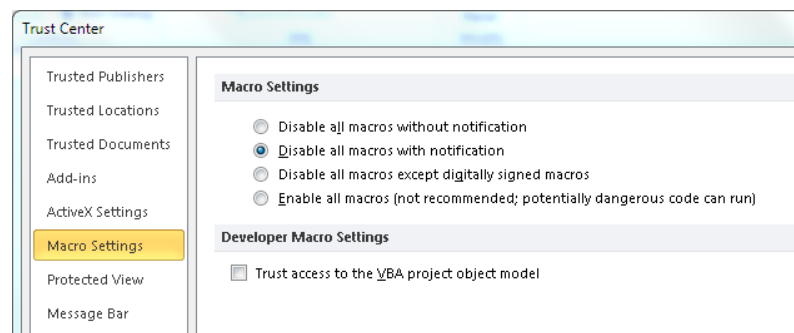 Trust Center
Trusted Publishers
Trusted Locations
Trusted Documents
Add-ins
ActiveX Settings
Macro Settings
Protected View
Message Bar
Macro Settings
Disable all macros without notification
Disable all macros with notification
Disable all macros except digitally signed macros
Enable all macros (not recommended; potentially dangerous code can run)
Developer Macro Settings
Trust access to the VBA project object model